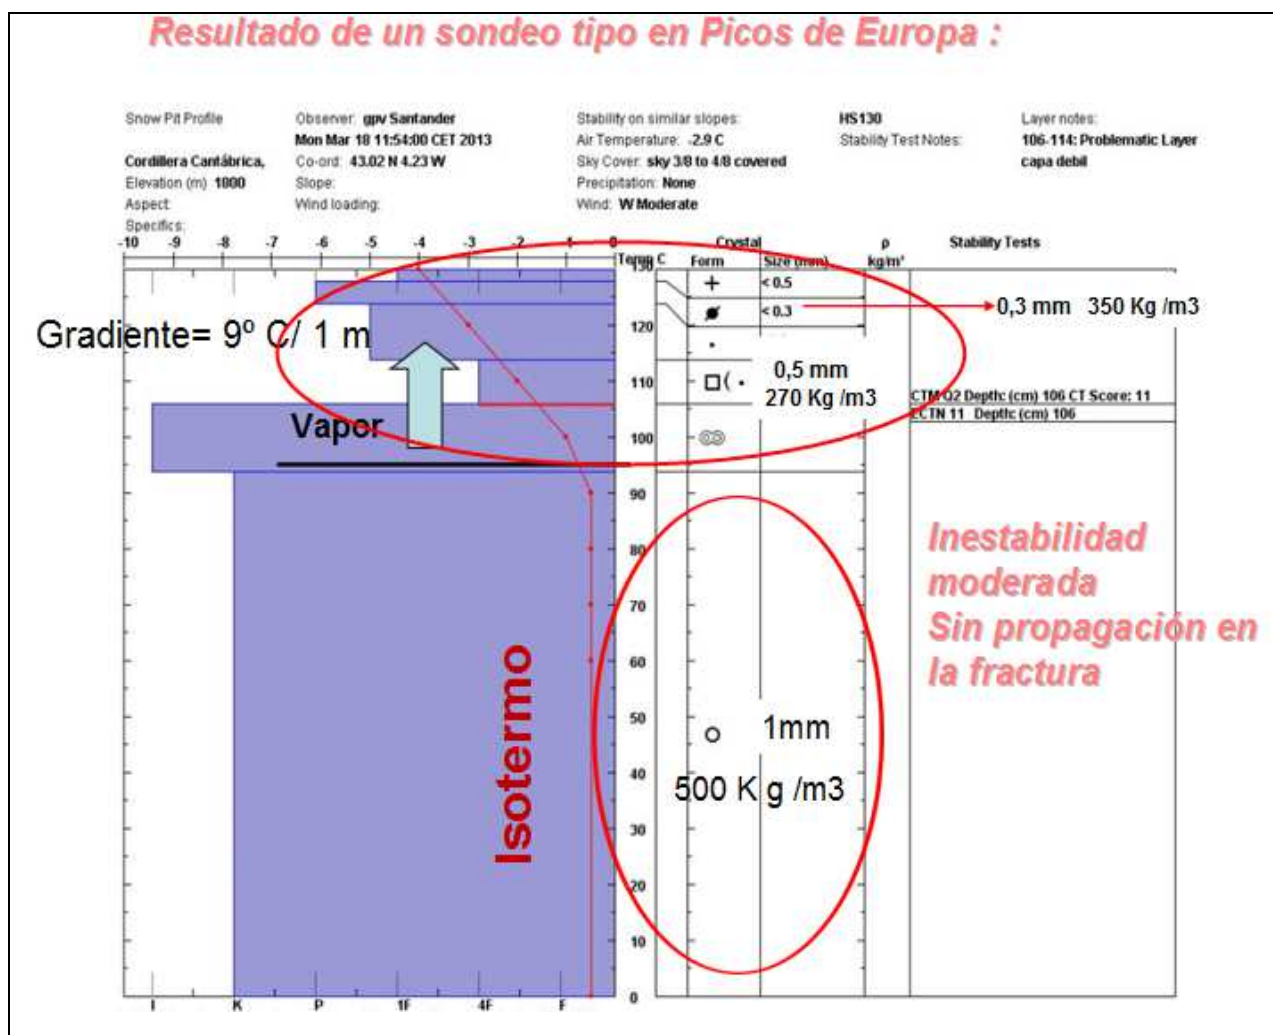 Resultado de un sondeo tipo en Picos de Europa :
Snow Pit Profile
Cordillera Cantábrica,
Elevation (m) 1800
Aspect:
Specifics:
Observer: gpv Santander
Mon Mar 18 11:54:00 CET 2013
Co-ord: 43.02 N 4.23 W
Slope:
Wind loading:
Stability on similar slopes:
Air Temperature: -2.9 C
Sky Cover: sky 3/8 to 4/8 covered
Precipitation: None
Wind: W Moderate
HS130
Stability Test Notes:
Layer notes:
106-114: Problematic Layer
capa debil
-10 -9 -8 -7 -6 -5 -4 -3 -2 -1 0
Temp C
Crystal
Form Size (mm)
ρ
kg/m³
Stability Tests
130
+ < 0.5
< 0.3
0,3 mm 350 Kg /m3
120
Gradiente= 9º C/ 1 m
0,5 mm
270 Kg /m3
110
CTM Q2 Depth: (cm) 106 CT Score: 11
ECTN 11 Depth: (cm) 106
Vapor
100
90
80
70
60
50
40
30
20
10
0
Inestabilidad
moderada
Sin propagación en
la fractura
Isotermo
1mm
500 K g /m3
I K P 1F 4F F